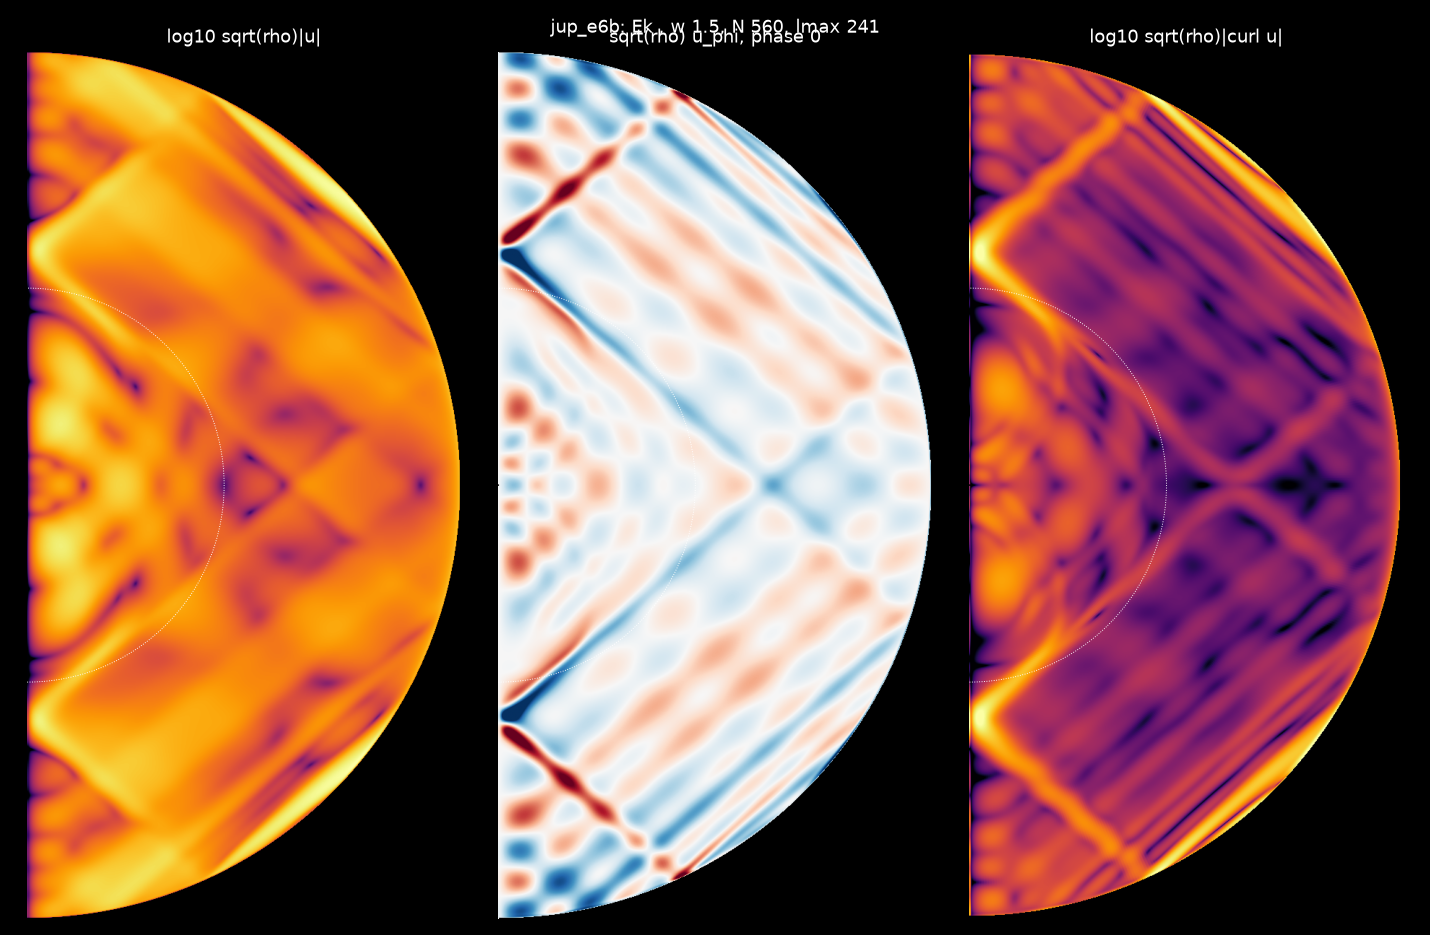 log10 sqrt(rho)|u|
jup_e6b: Ek, w 1.5, N 560, lmax 241
sqrt(rho) u_phi, phase 0
log10 sqrt(rho)|curl u|